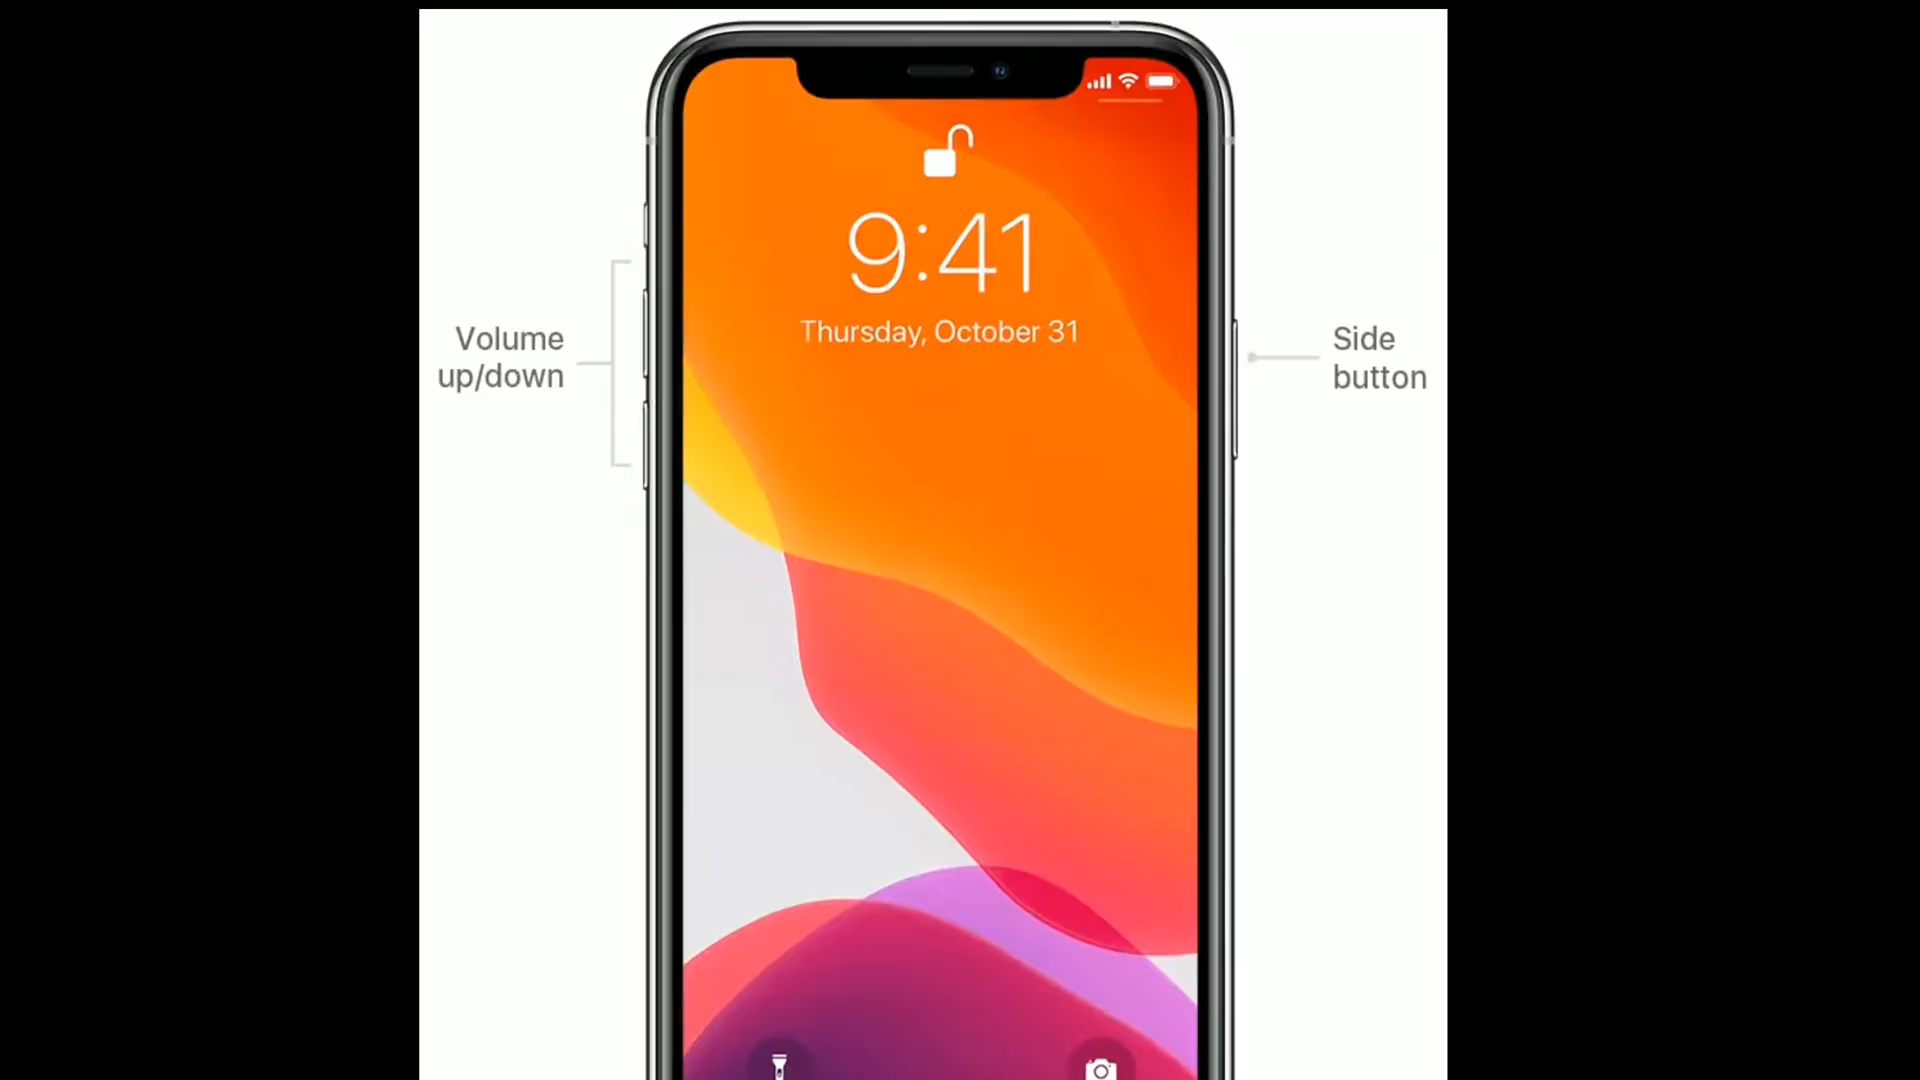 9:41
Thursday, October 31
Volume
up/down
Side
button